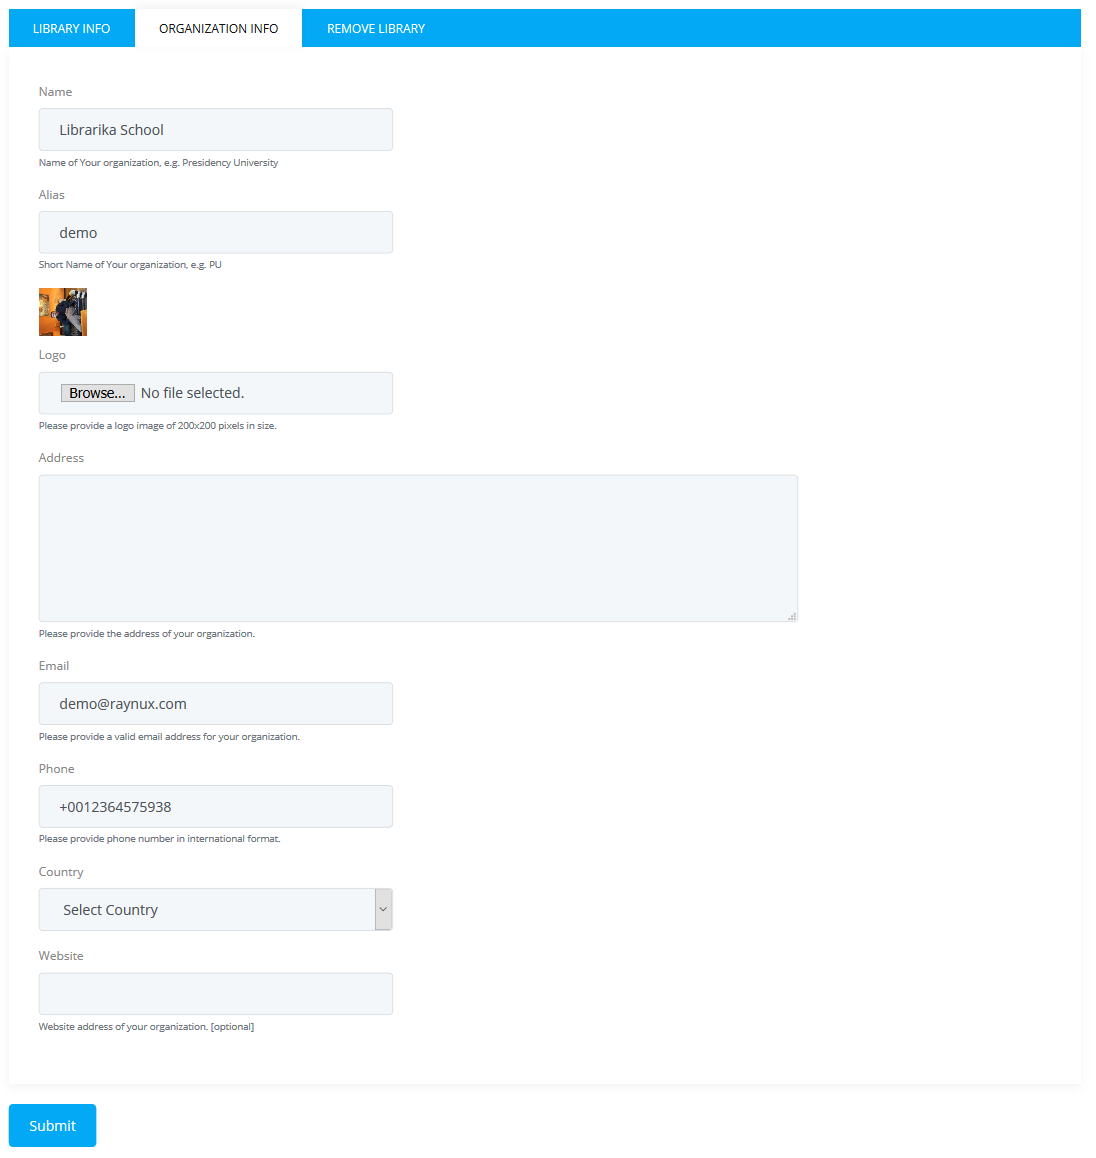 LIBRARY INFO ORGANIZATION INFO REMOVE LIBRARY
Name
Librarika School
Name of Your organization, e.g. Presidency University
Alias
demo
Short Name of Your organization, e.g. PU
Logo
Browse... No file selected.
Please provide a logo image of 200x200 pixels in size.
Address
Please provide the address of your organization.
Email
demo@raynux.com
Please provide a valid email address for your organization.
Phone
+0012364575938
Please provide phone number in international format.
Country
Select Country
Website
Website address of your organization. [optional]
Submit